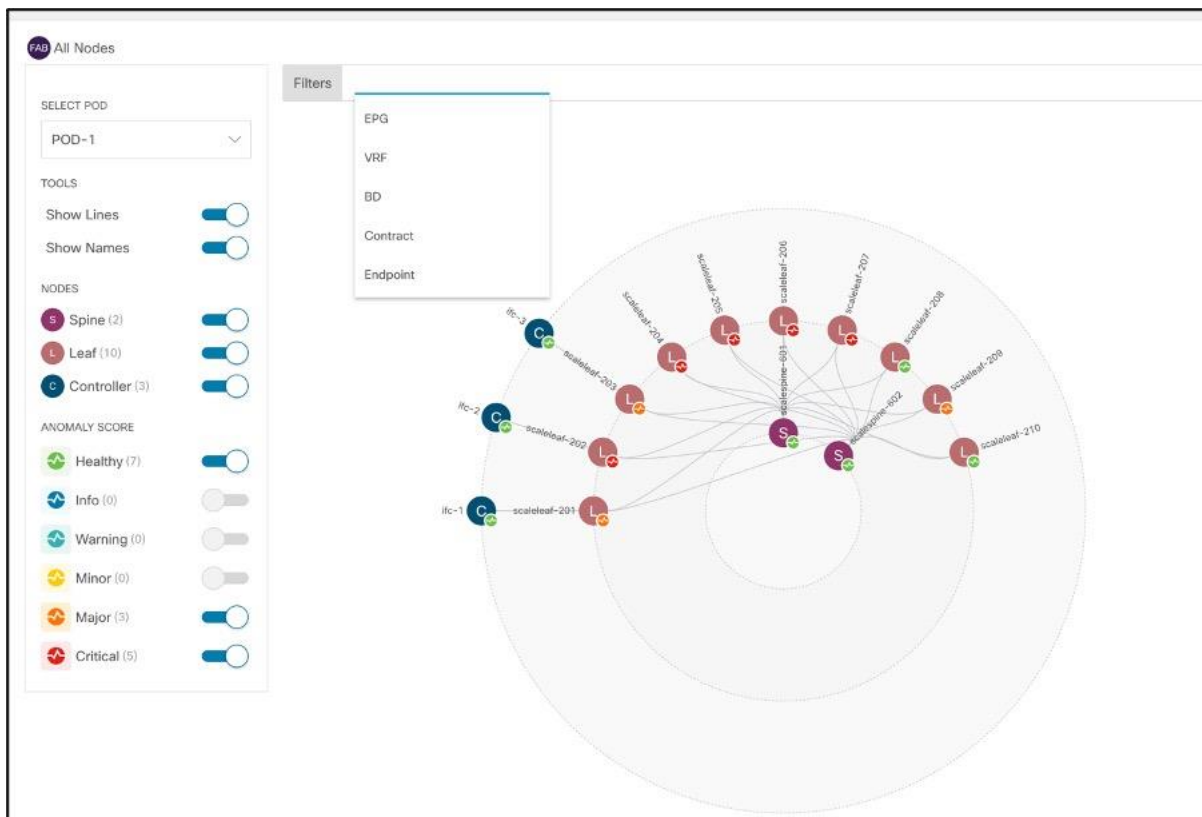 FAB All Nodes
Filters
SELECT POD
POD-1
TOOLS
Show Lines
Show Names
NODES
S Spine (2)
L Leaf (10)
C Controller (3)
ANOMALY SCORE
Healthy (7)
Info (0)
Warning (0)
Minor (0)
Major (3)
Critical (5)
EPG
VRF
BD
Contract
Endpoint
ifc-3
C
ifc-2
C
ifc-1
C
scaleleaf-201
L
scaleleaf-202
L
scaleleaf-203
L
scaleleaf-204
L
scaleleaf-205
L
scaleleaf-206
L
scaleleaf-207
L
scaleleaf-208
L
scaleleaf-209
L
scaleleaf-210
L
scalespine-601
S
scalespine-602
S